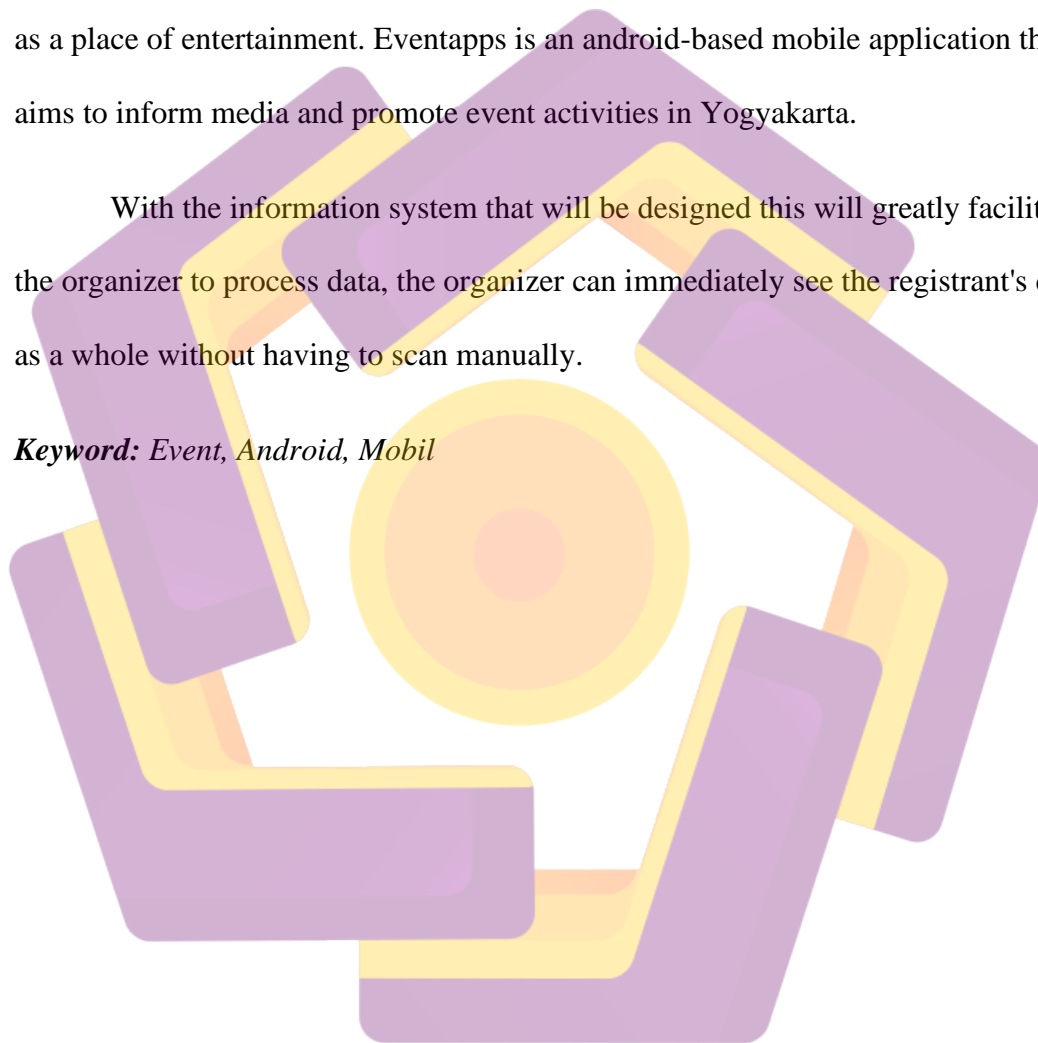 as a place of entertainment. Eventapps is an android-based mobile application th
aims to inform media and promote event activities in Yogyakarta.
With the information system that will be designed this will greatly facilit
the organizer to process data, the organizer can immediately see the registrant's
as a whole without having to scan manually.
Keyword: Event, Android, Mobil